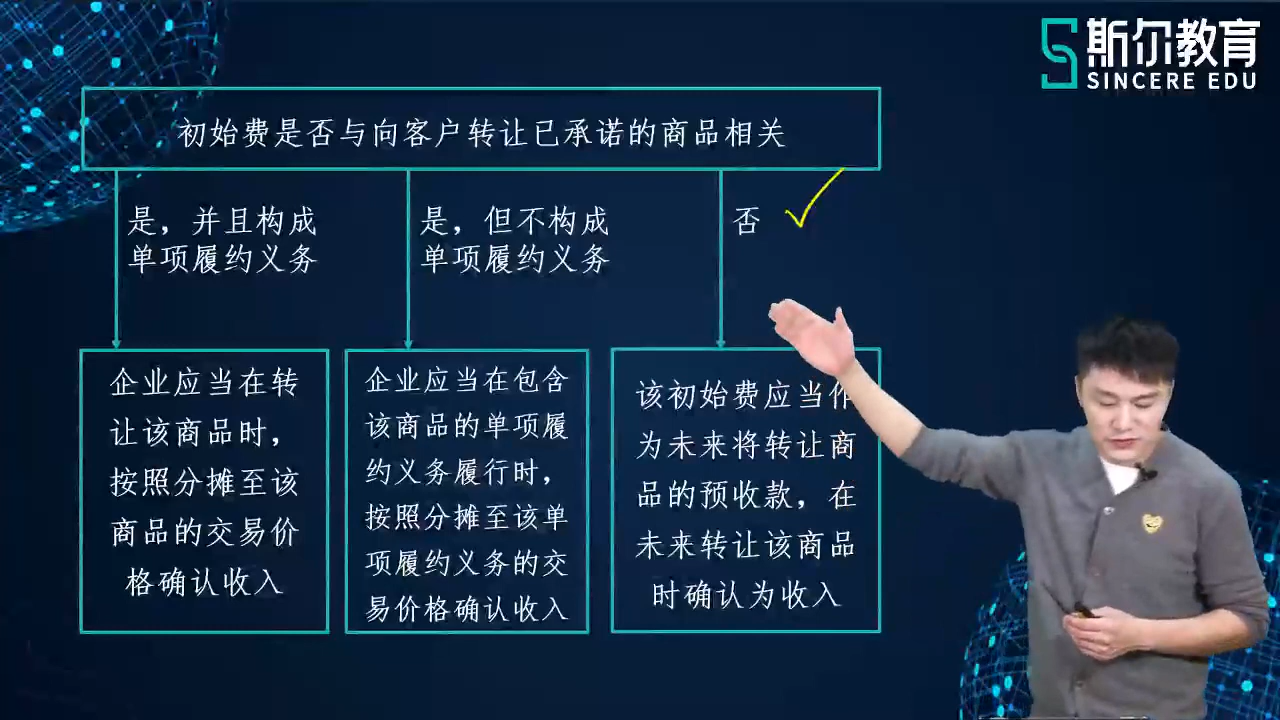 斯尔教育
SINCERE EDU
初始费是否与向客户转让已承诺的商品相关
是，并且构成
单项履约义务
是，但不构成
单项履约义务
否
企业应当在转
让该商品时，
按照分摊至该
商品的交易价
格确认收入
企业应当在包含
该商品的单项履
约义务履行时，
按照分摊至该单
项履约义务的交
易价格确认收入
该初始费应当作
为未来将转让商
品的预收款，在
未来转让该商品
时确认为收入